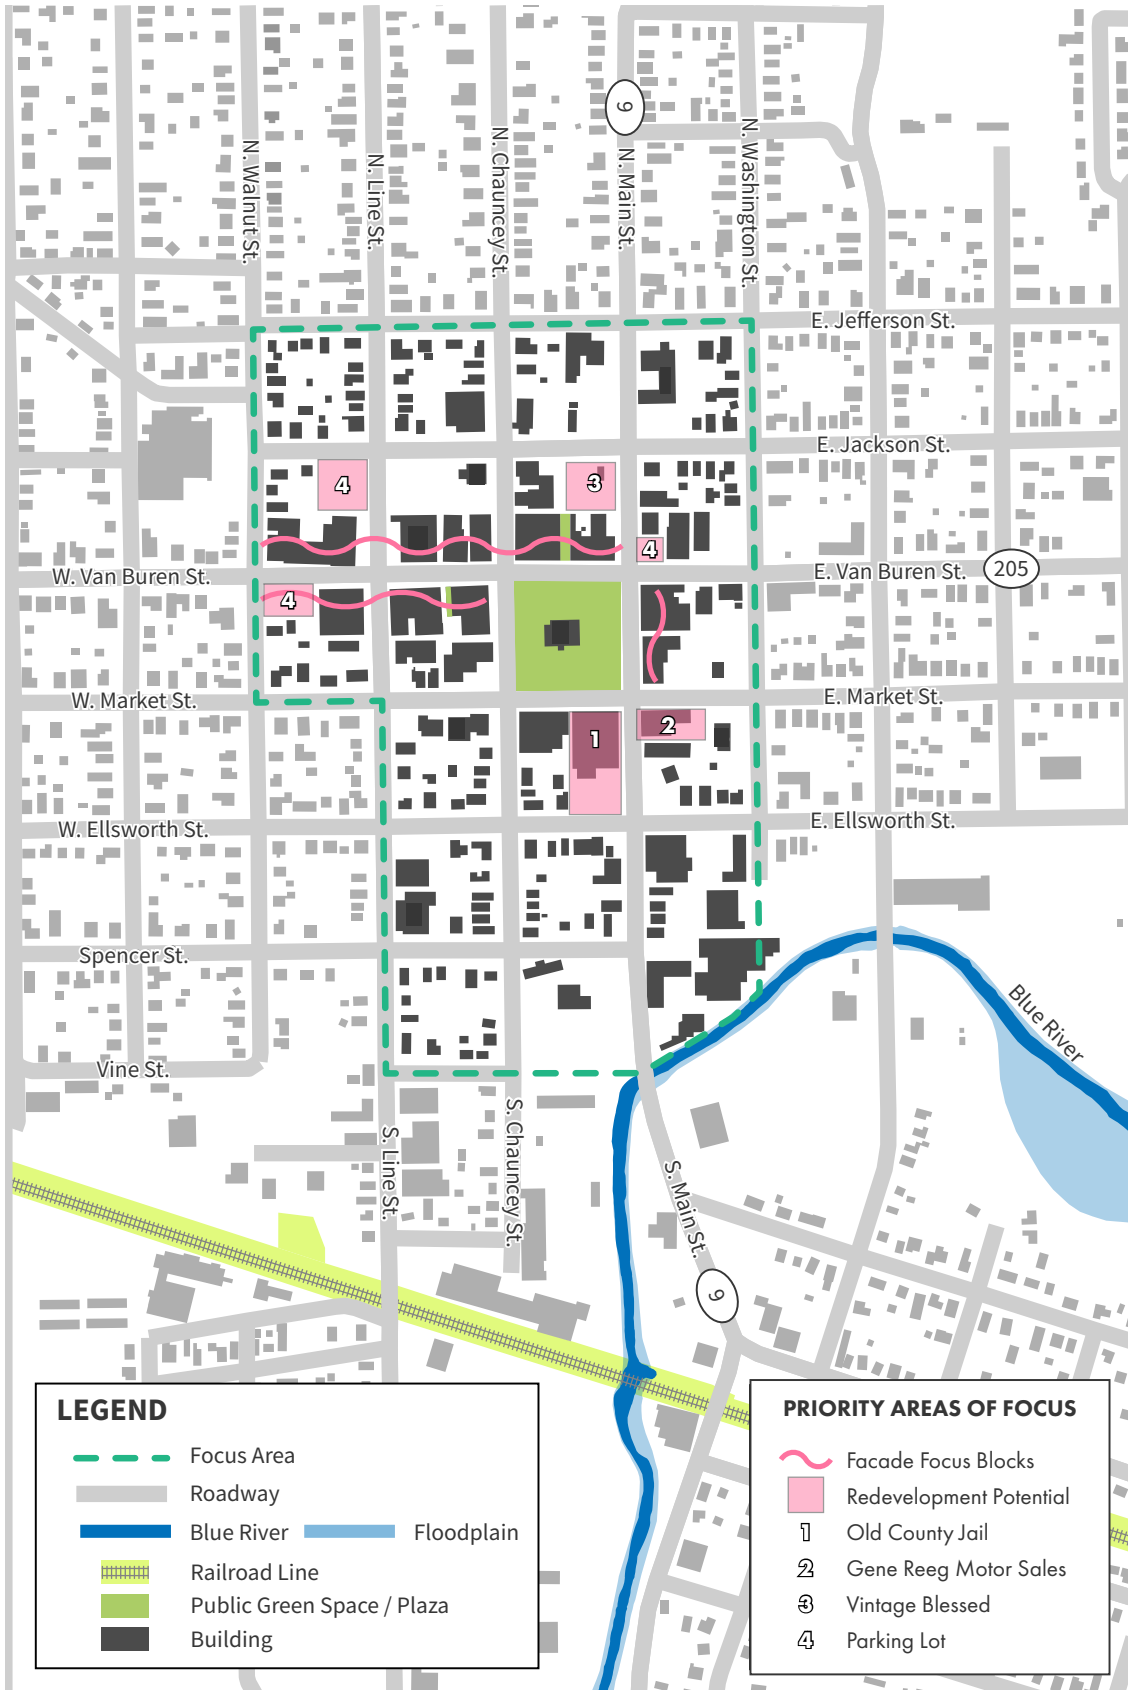 9
N. Walnut St.
N. Line St.
N. Chauncey St.
N. Main St.
N. Washington St.
E. Jefferson St.
E. Jackson St.
4
3
4
W. Van Buren St.
E. Van Buren St.
205
4
W. Market St.
E. Market St.
1
2
W. Ellsworth St.
E. Ellsworth St.
Spencer St.
Blue River
Vine St.
S. Line St.
S. Chauncey St.
S. Main St.
9
LEGEND
Focus Area
Roadway
Blue River
Floodplain
Railroad Line
Public Green Space / Plaza
Building
PRIORITY AREAS OF FOCUS
Facade Focus Blocks
Redevelopment Potential
1 Old County Jail
2 Gene Reeg Motor Sales
3 Vintage Blessed
4 Parking Lot